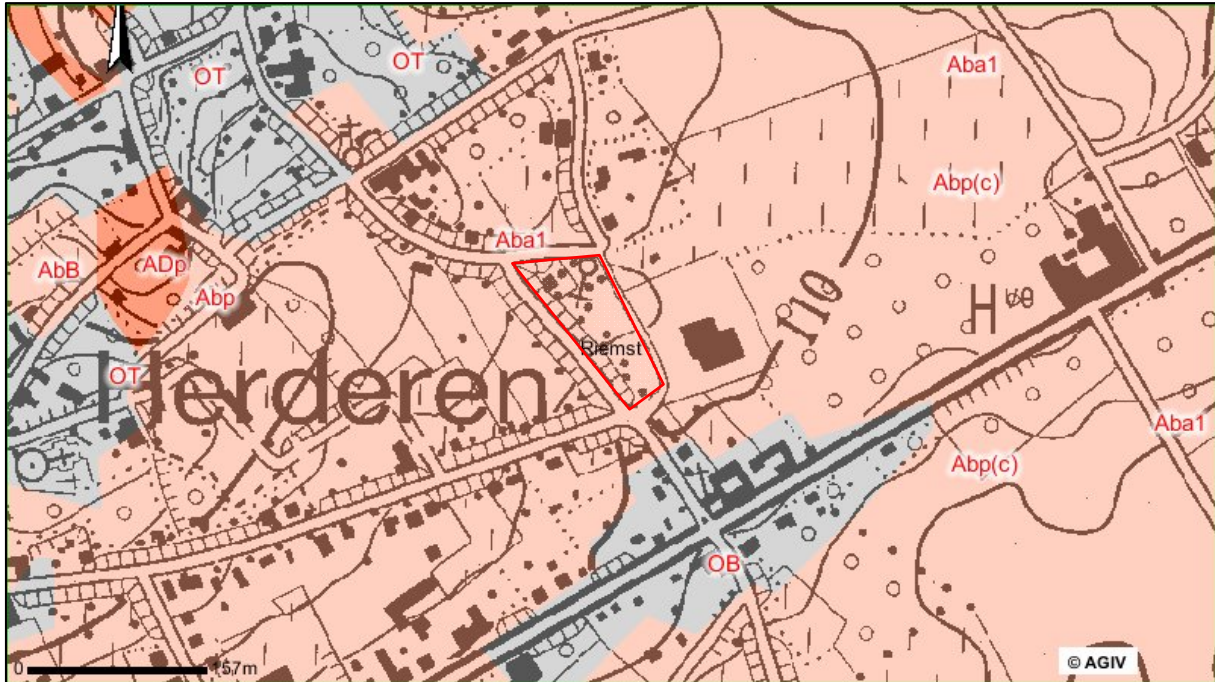 OT
OT
Aba1
Abp(c)
Aba1
AbB
ADp
Abp
110
H
Riemst
OT
Herderen
Aba1
Abp(c)
OB
0
157m
© AGIV